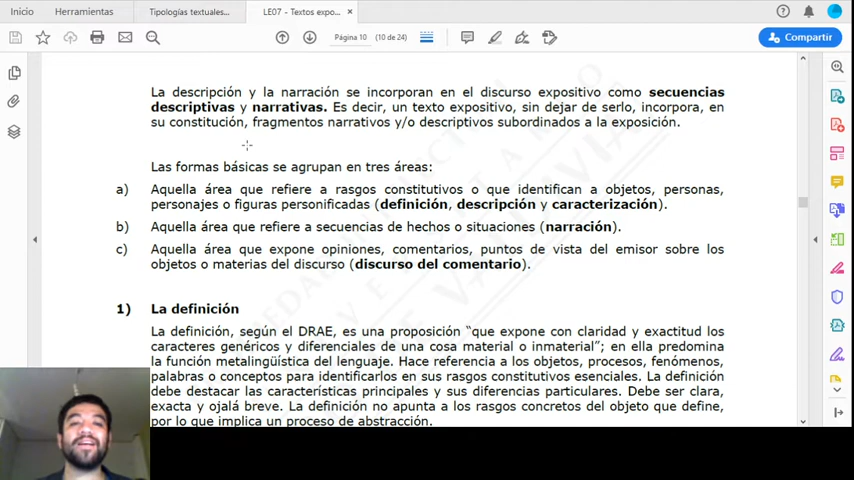 Inicio
Herramientas
Tipologías textuales...
LE07 - Textos expo...
×
Página 10
(10 de 24)
Compartir
La descripción y la narración se incorporan en el discurso expositivo como secuencias
descriptivas y narrativas. Es decir, un texto expositivo, sin dejar de serlo, incorpora, en
su constitución, fragmentos narrativos y/o descriptivos subordinados a la exposición.
Las formas básicas se agrupan en tres áreas:
a) Aquella área que refiere a rasgos constitutivos o que identifican a objetos, personas,
personajes o figuras personificadas (definición, descripción y caracterización).
b) Aquella área que refiere a secuencias de hechos o situaciones (narración).
c) Aquella área que expone opiniones, comentarios, puntos de vista del emisor sobre los
objetos o materias del discurso (discurso del comentario).
1) La definición
La definición, según el DRAE, es una proposición “que expone con claridad y exactitud los
caracteres genéricos y diferenciales de una cosa material o inmaterial”; en ella predomina
la función metalingüística del lenguaje. Hace referencia a los objetos, procesos, fenómenos,
palabras o conceptos para identificarlos en sus rasgos constitutivos esenciales. La definición
debe destacar las características principales y sus diferencias particulares. Debe ser clara,
exacta y ojalá breve. La definición no apunta a los rasgos concretos del objeto que define,
por lo que implica un proceso de abstracción.